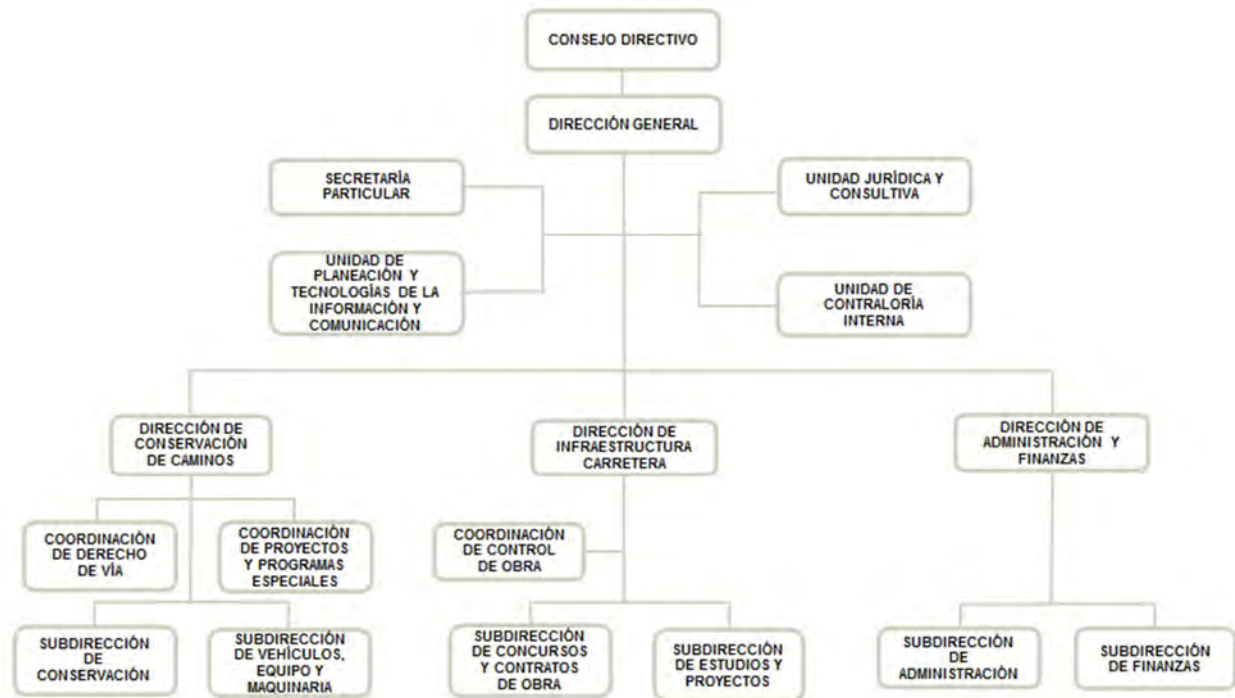 CONSEJO DIRECTIVO
DIRECCIÓN GENERAL
SECRETARÍA
PARTICULAR
UNIDAD JURÍDICA Y
CONSULTIVA
UNIDAD DE
PLANEACIÓN Y
TECNOLOGÍAS DE LA
INFORMACIÓN Y
COMUNICACIÓN
UNIDAD DE
CONTRALORÍA
INTERNA
DIRECCIÓN DE
CONSERVACIÓN
DE CAMINOS
DIRECCIÓN DE
INFRAESTRUCTURA
CARRETERA
DIRECCIÓN DE
ADMINISTRACIÓN Y
FINANZAS
COORDINACIÓN
DE DERECHO
DE VÍA
COORDINACIÓN
DE PROYECTOS
Y PROGRAMAS
ESPECIALES
COORDINACIÓN
DE CONTROL
DE OBRA
SUBDIRECCIÓN
DE
CONSERVACIÓN
SUBDIRECCIÓN
DE VEHÍCULOS,
EQUIPO Y
MAQUINARIA
SUBDIRECCIÓN
DE CONCURSOS
Y CONTRATOS
DE OBRA
SUBDIRECCIÓN
DE ESTUDIOS Y
PROYECTOS
SUBDIRECCIÓN
DE
ADMINISTRACIÓN
SUBDIRECCIÓN
DE FINANZAS